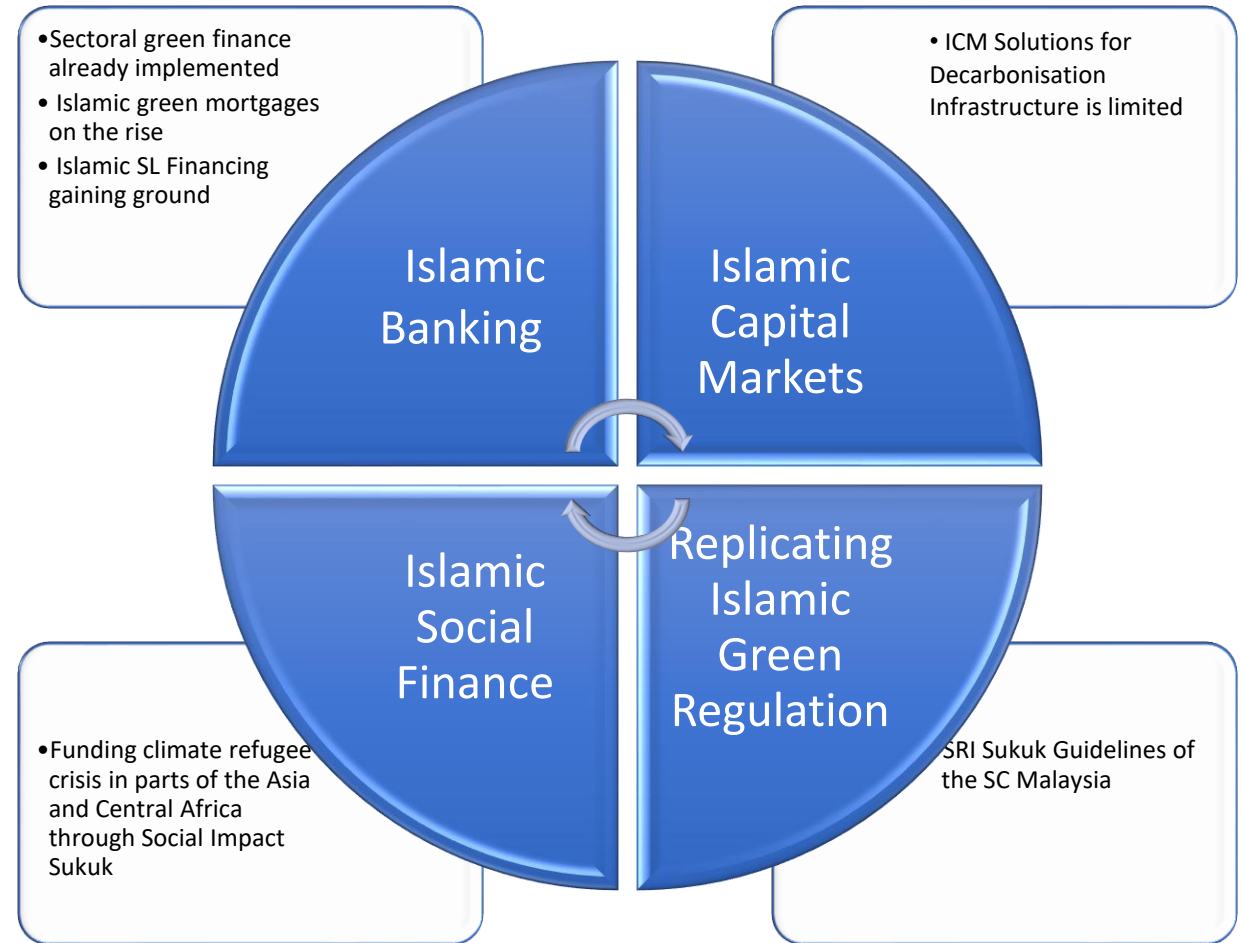 •Sectoral green finance
already implemented
• Islamic green mortgages
on the rise
• Islamic SL Financing
gaining ground
• ICM Solutions for
Decarbonisation
Infrastructure is limited
Islamic
Banking
Islamic
Capital
Markets
Islamic
Social
Finance
Replicating
Islamic
Green
Regulation
•Funding climate refugee
crisis in parts of the Asia
and Central Africa
through Social Impact
Sukuk
SRI Sukuk Guidelines of
the SC Malaysia